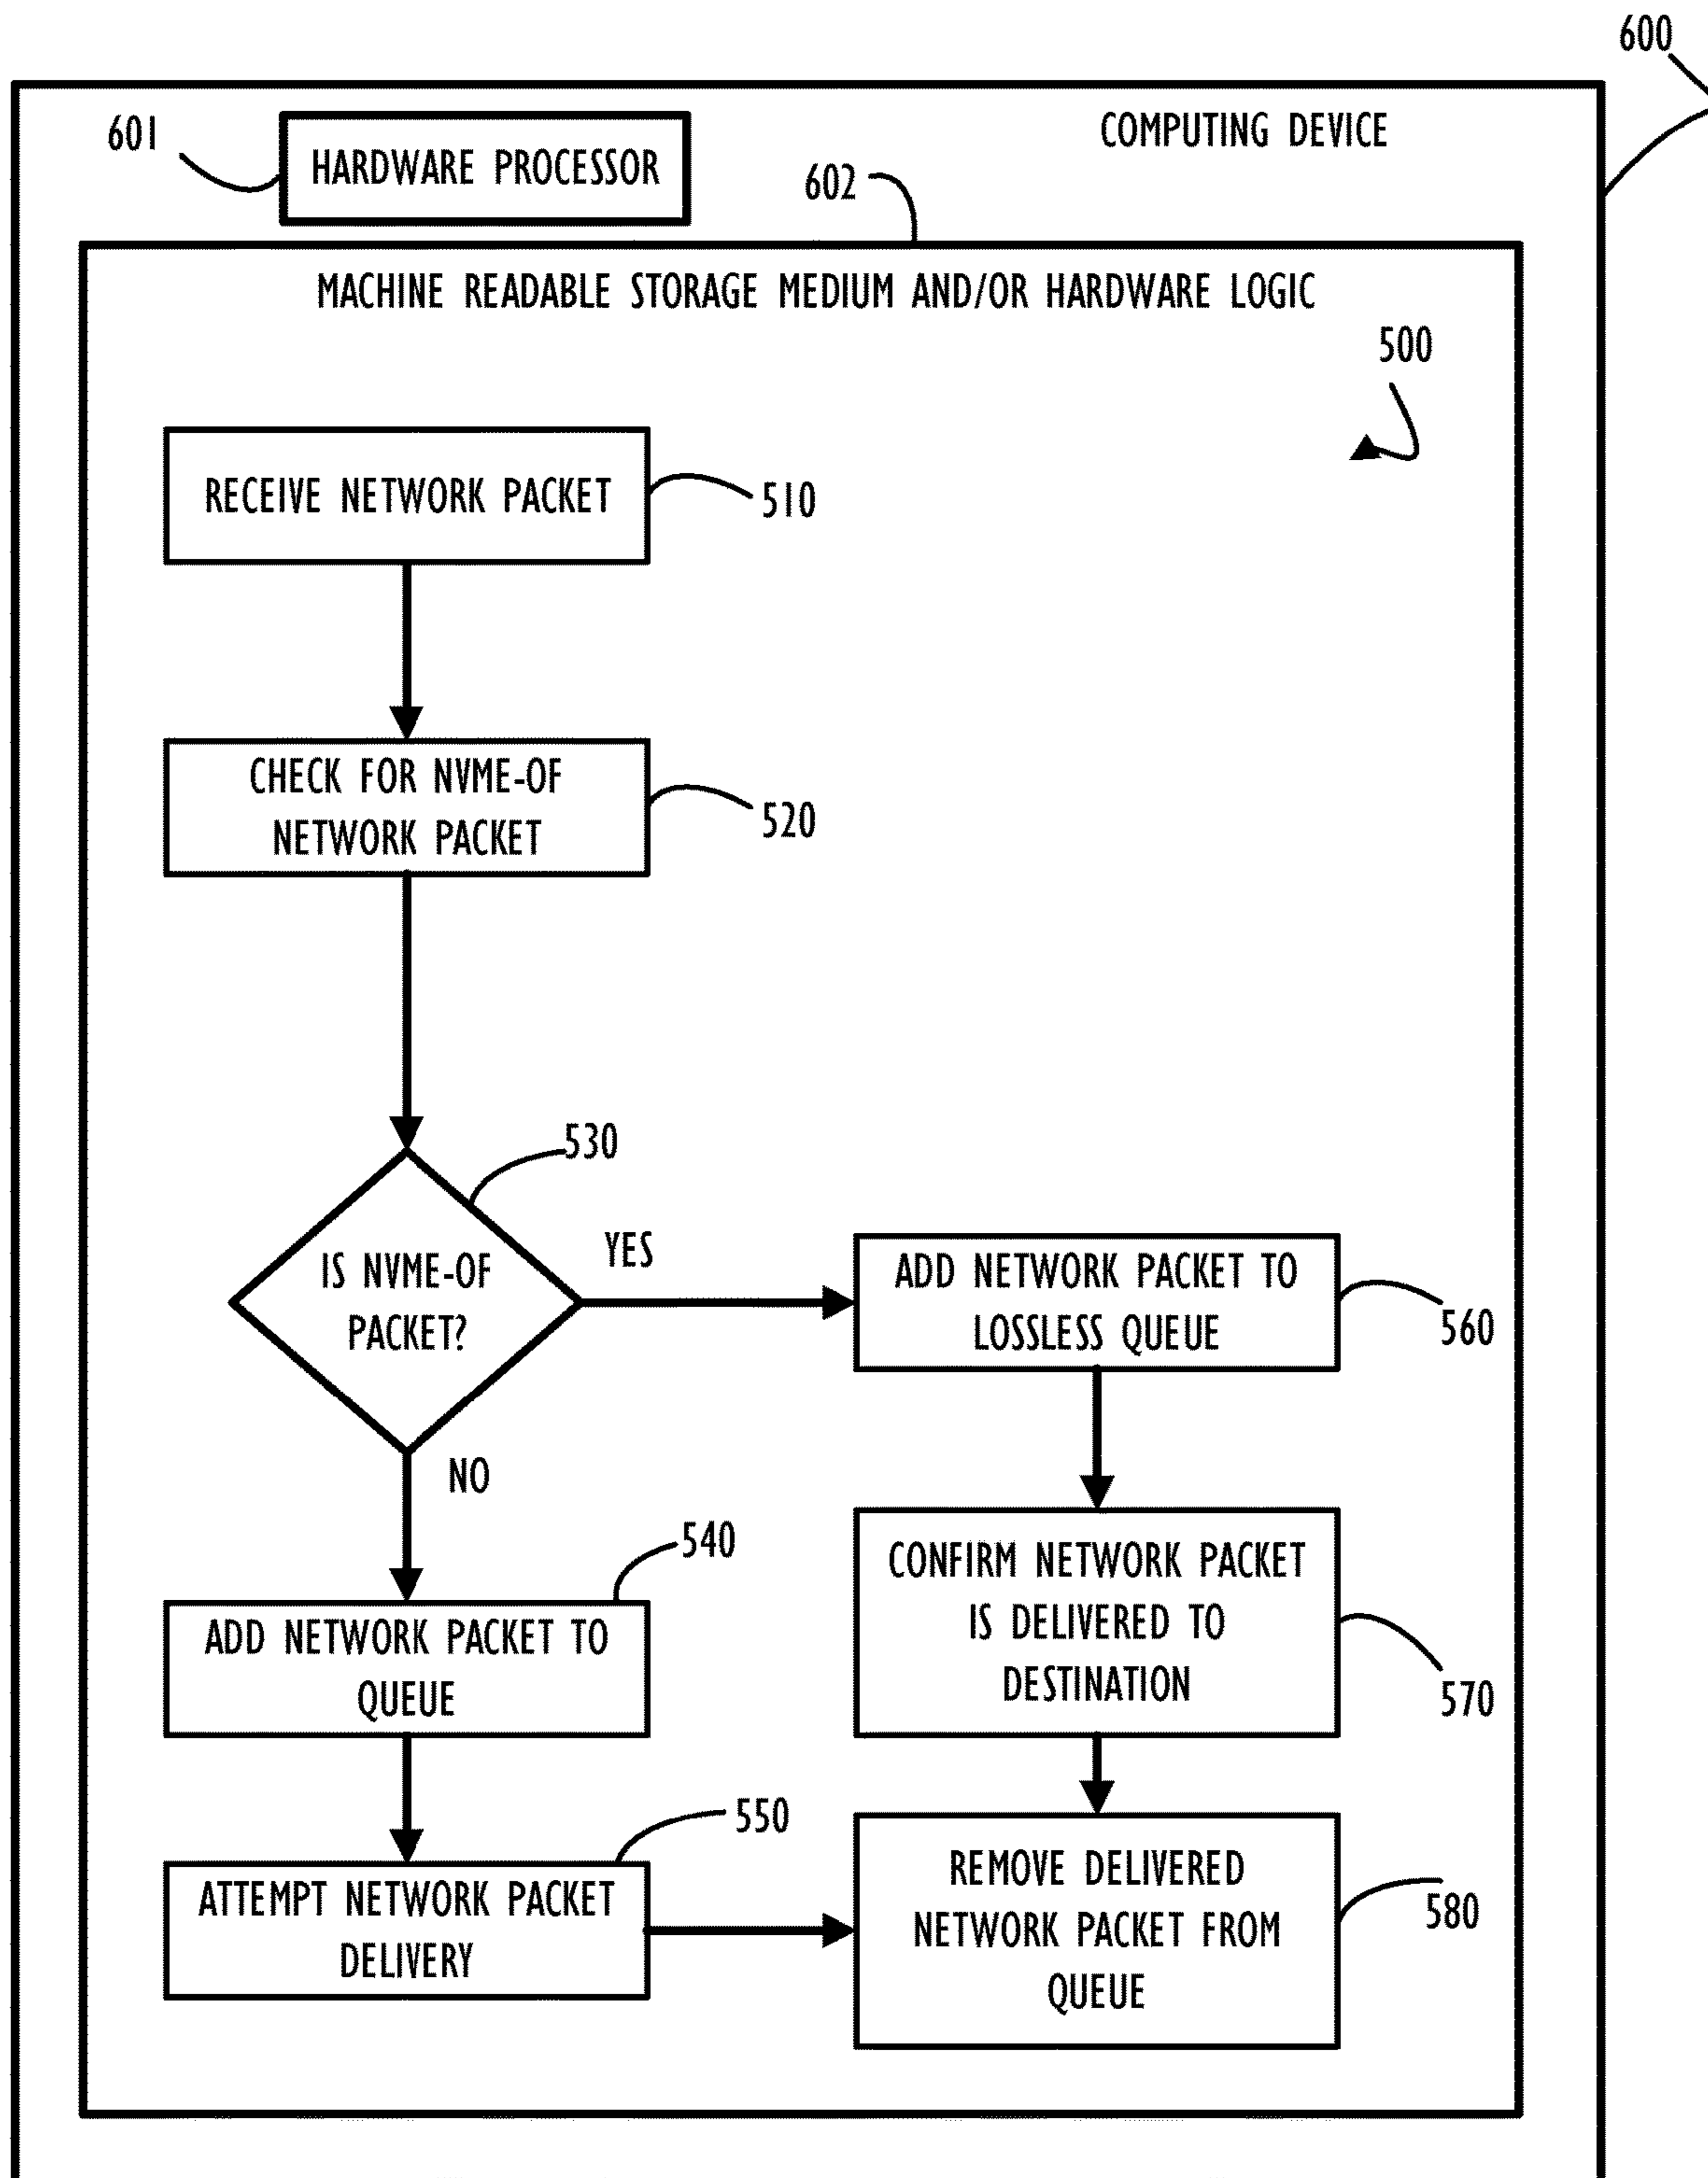 600
601
HARDWARE PROCESSOR
COMPUTING DEVICE
602
MACHINE READABLE STORAGE MEDIUM AND/OR HARDWARE LOGIC
500
RECEIVE NETWORK PACKET
510
CHECK FOR NVME-OF
NETWORK PACKET
520
530
IS NVME-OF
PACKET?
YES
ADD NETWORK PACKET TO
LOSSLESS QUEUE
560
NO
540
ADD NETWORK PACKET TO
QUEUE
CONFIRM NETWORK PACKET
IS DELIVERED TO
DESTINATION
570
550
ATTEMPT NETWORK PACKET
DELIVERY
REMOVE DELIVERED
NETWORK PACKET FROM
QUEUE
580